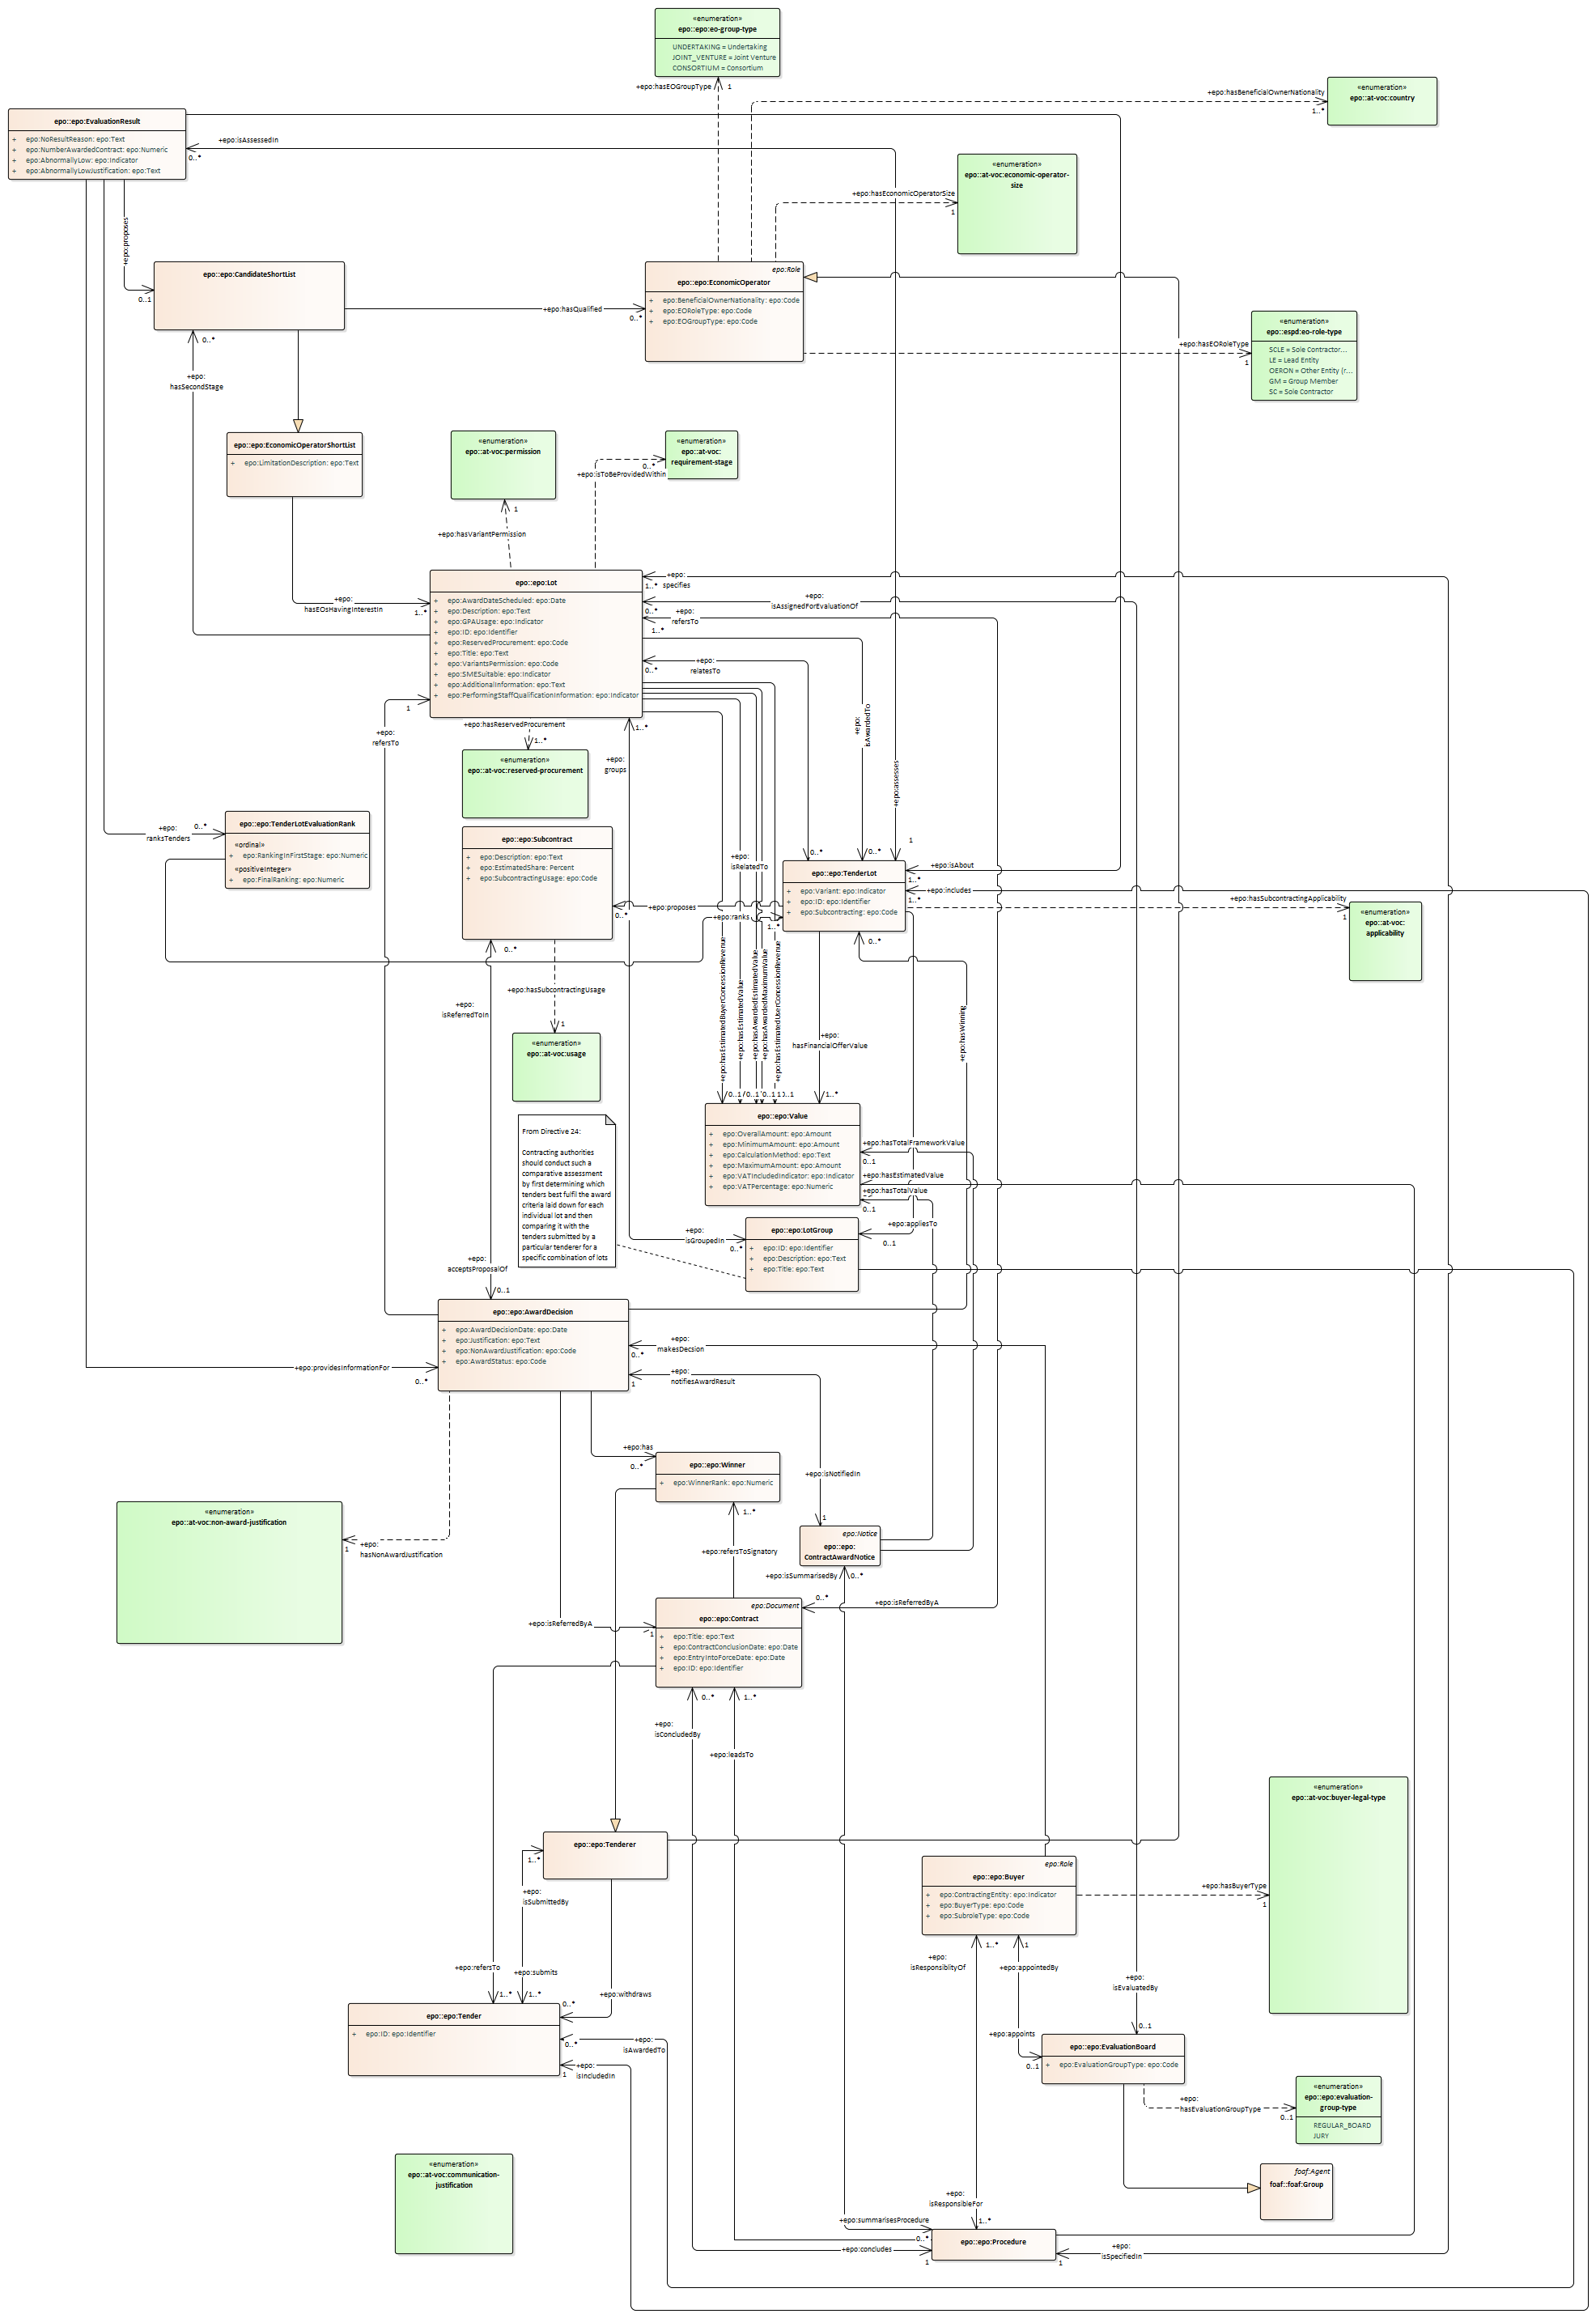 «enumeration»
epo::epo:eo-group-type
UNDERTAKING = Undertaking
JOINT_VENTURE = Joint Venture
CONSORTIUM = Consortium
+epo:hasEOGroupType
1
+epo:hasBeneficialOwnerNationality
1..*
«enumeration»
epo::at-voc:country
epo::epo:EvaluationResult
+ epo:NoResultReason: epo:Text
+ epo:NumberAwardedContract: epo:Numeric
+ epo:AbnormallyLow: epo:Indicator
+ epo:AbnormallyLowJustification: epo:Text
+epo:isAssessedIn
0..*
«enumeration»
epo::at-voc:economic-operator-
size
+epo:hasEconomicOperatorSize
1
+epo:proposes
0..1
epo::epo:CandidateShortList
+epo:hasQualified
0..*
epo:Role
epo::epo:EconomicOperator
+ epo:BeneficialOwnerNationality: epo:Code
+ epo:EORoleType: epo:Code
+ epo:EOGroupType: epo:Code
+epo:hasEORoleType
1
«enumeration»
epo::espd:eo-role-type
SCLE = Sole Contractor...
LE = Lead Entity
OERON = Other Entity (r...
GM = Group Member
SC = Sole Contractor
0..*
+epo:
hasSecondStage
epo::epo:EconomicOperatorShortList
+ epo:LimitationDescription: epo:Text
«enumeration»
epo::at-voc:permission
«enumeration»
epo::at-voc:
requirement-stage
0..*
+epo:isToBeProvidedWithin
1
+epo:hasVariantPermission
+epo:
hasEOsHavingInterestIn
1..*
epo::epo:Lot
+ epo:AwardDateScheduled: epo:Date
+ epo:Description: epo:Text
+ epo:GPAUsage: epo:Indicator
+ epo:ID: epo:Identifier
+ epo:ReservedProcurement: epo:Code
+ epo:Title: epo:Text
+ epo:VariantsPermission: epo:Code
+ epo:SMESuitable: epo:Indicator
+ epo:AdditionalInformation: epo:Text
+ epo:PerformingStaffQualificationInformation: epo:Indicator
+epo:
specifies
1..*
+epo:
isAssignedForEvaluationOf
0..*
+epo:
refersTo
1..*
+epo:
relatesTo
0..*
+epo:
isAwardedTo
0..*
+epo:assesses
1
1
+epo:
refersTo
+epo:hasReservedProcurement
1..*
«enumeration»
epo::at-voc:reserved-procurement
1..*
+epo:
groups
+epo:
ranksTenders
0..*
epo::epo:TenderLotEvaluationRank
«ordinal»
+ epo:RankingInFirstStage: epo:Numeric
«positiveInteger»
+ epo:FinalRanking: epo:Numeric
epo::epo:Subcontract
+ epo:Description: epo:Text
+ epo:EstimatedShare: Percent
+ epo:SubcontractingUsage: epo:Code
+epo:
isRelatedTo
0..*
epo::epo:TenderLot
+ epo:Variant: epo:Indicator
+ epo:ID: epo:Identifier
+ epo:Subcontracting: epo:Code
+epo:isAbout
1..*
+epo:includes
1..*
+epo:hasSubcontractingApplicability
1
«enumeration»
epo::at-voc:
applicability
+epo:proposes
0..*
+epo:ranks
1..*
0..*
0..*
+epo:
isReferredToIn
+epo:hasSubcontractingUsage
1
«enumeration»
epo::at-voc:usage
+epo:hasEstimatedBuyerConcessionRevenue
+epo:hasEstimatedValue
+epo:hasAwardedEstimatedValue
+epo:hasAwardedMaximumValue
+epo:hasEstimatedUserConcessionRevenue
+epo:
hasFinancialOfferValue
1..*
+epo:hasWinning
0..1
0..1
0..1
epo::epo:Value
+ epo:OverallAmount: epo:Amount
+ epo:MinimumAmount: epo:Amount
+ epo:CalculationMethod: epo:Text
+ epo:MaximumAmount: epo:Amount
+ epo:VATIncludedIndicator: epo:Indicator
+ epo:VATPercentage: epo:Numeric
+epo:hasTotalFrameworkValue
0..1
+epo:hasEstimatedValue
+epo:hasTotalValue
0..1
From Directive 24:
Contracting authorities
should conduct such a
comparative assessment
by first determining which
tenders best fulfil the award
criteria laid down for each
individual lot and then
comparing it with the
tenders submitted by a
particular tenderer for a
specific combination of lots
+epo:
isGroupedIn
0..*
epo::epo:LotGroup
+ epo:ID: epo:Identifier
+ epo:Description: epo:Text
+ epo:Title: epo:Text
+epo:appliesTo
0..1
+epo:
acceptsProposalOf
0..1
epo::epo:AwardDecision
+ epo:AwardDecisionDate: epo:Date
+ epo:Justification: epo:Text
+ epo:NonAwardJustification: epo:Code
+ epo:AwardStatus: epo:Code
+epo:providesInformationFor
0..*
+epo:
makesDecsion
0..*
+epo:
notifiesAwardResult
1
+epo:has
0..*
epo::epo:Winner
+ epo:WinnerRank: epo:Numeric
+epo:isNotifiedIn
1
«enumeration»
epo::at-voc:non-award-justification
1
+epo:
hasNonAwardJustification
1..*
+epo:refersToSignatory
epo:Notice
epo::epo:
ContractAwardNotice
+epo:isSummarisedBy
0..*
+epo:isReferredByA
1
epo:Document
epo::epo:Contract
+ epo:Title: epo:Text
+ epo:ContractConclusionDate: epo:Date
+ epo:EntryIntoForceDate: epo:Date
+ epo:ID: epo:Identifier
0..*
+epo:isReferredByA
0..*
1..*
+epo:
isConcludedBy
+epo:leadsTo
«enumeration»
epo::at-voc:buyer-legal-type
epo::epo:Tenderer
1..*
+epo:
isSubmittedBy
epo:Role
epo::epo:Buyer
+ epo:ContractingEntity: epo:Indicator
+ epo:BuyerType: epo:Code
+ epo:SubroleType: epo:Code
+epo:hasBuyerType
1
1..*
1
+epo:
isResponsiblityOf
+epo:appointedBy
+epo:refersTo
+epo:submits
+epo:withdraws
1..*
1..*
0..*
+epo:
isEvaluatedBy
0..1
epo::epo:Tender
+ epo:ID: epo:Identifier
+epo:
isAwardedTo
0..*
+epo:
isIncludedIn
1
+epo:appoints
0..1
epo::epo:EvaluationBoard
+ epo:EvaluationGroupType: epo:Code
+epo:
hasEvaluationGroupType
0..1
«enumeration»
epo::epo:evaluation-
group-type
REGULAR_BOARD
JURY
«enumeration»
epo::at-voc:communication-
justification
foaf:Agent
foaf::foaf:Group
+epo:
isResponsibleFor
1..*
+epo:summarisesProcedure
0..*
+epo:concludes
1
epo::epo:Procedure
+epo:
isSpecifiedIn
1